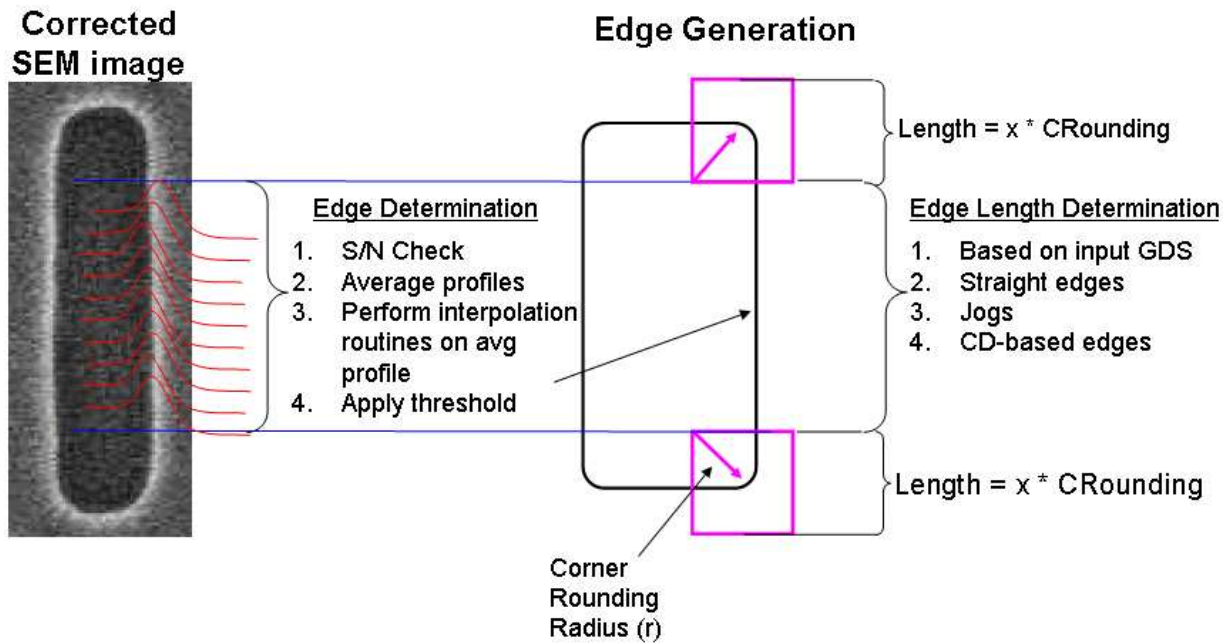 Corrected
SEM image
Edge Generation
Length = x * CRounding
Edge Determination
1. S/N Check
2. Average profiles
3. Perform interpolation
routines on avg
profile
4. Apply threshold
Edge Length Determination
1. Based on input GDS
2. Straight edges
3. Jogs
4. CD-based edges
Length = x * CRounding
Corner
Rounding
Radius (r)